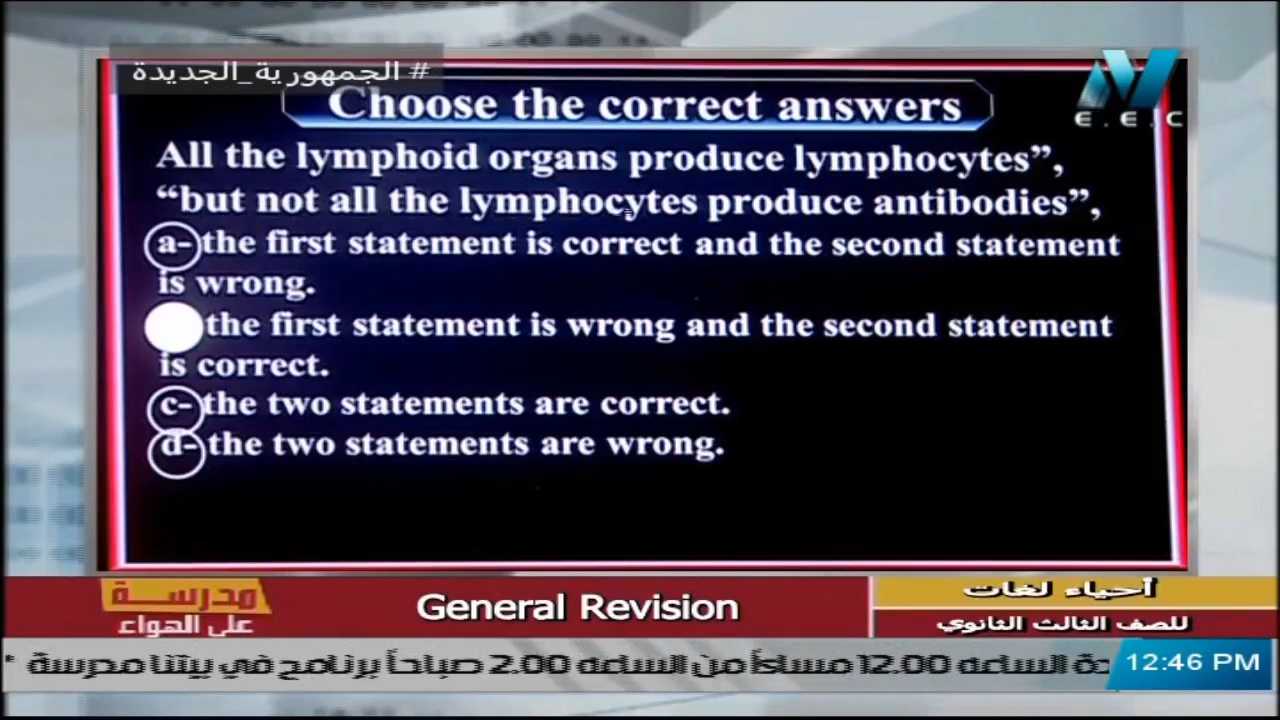 # الجمهورية_الجديدة
Choose the correct answers
N
E.E.C
All the lymphoid organs produce lymphocytes”,
“but not all the lymphocytes produce antibodies”,
a- the first statement is correct and the second statement
is wrong.
the first statement is wrong and the second statement
is correct.
c- the two statements are correct.
d- the two statements are wrong.
مدرسة
على الهواء
General Revision
أحياء لغات
للصف الثالث الثانوي
الساعه 12.00 مساءاً من الساعه 2.00 صباحاً برنامج في بيتنا مدرسة *
12:46 PM